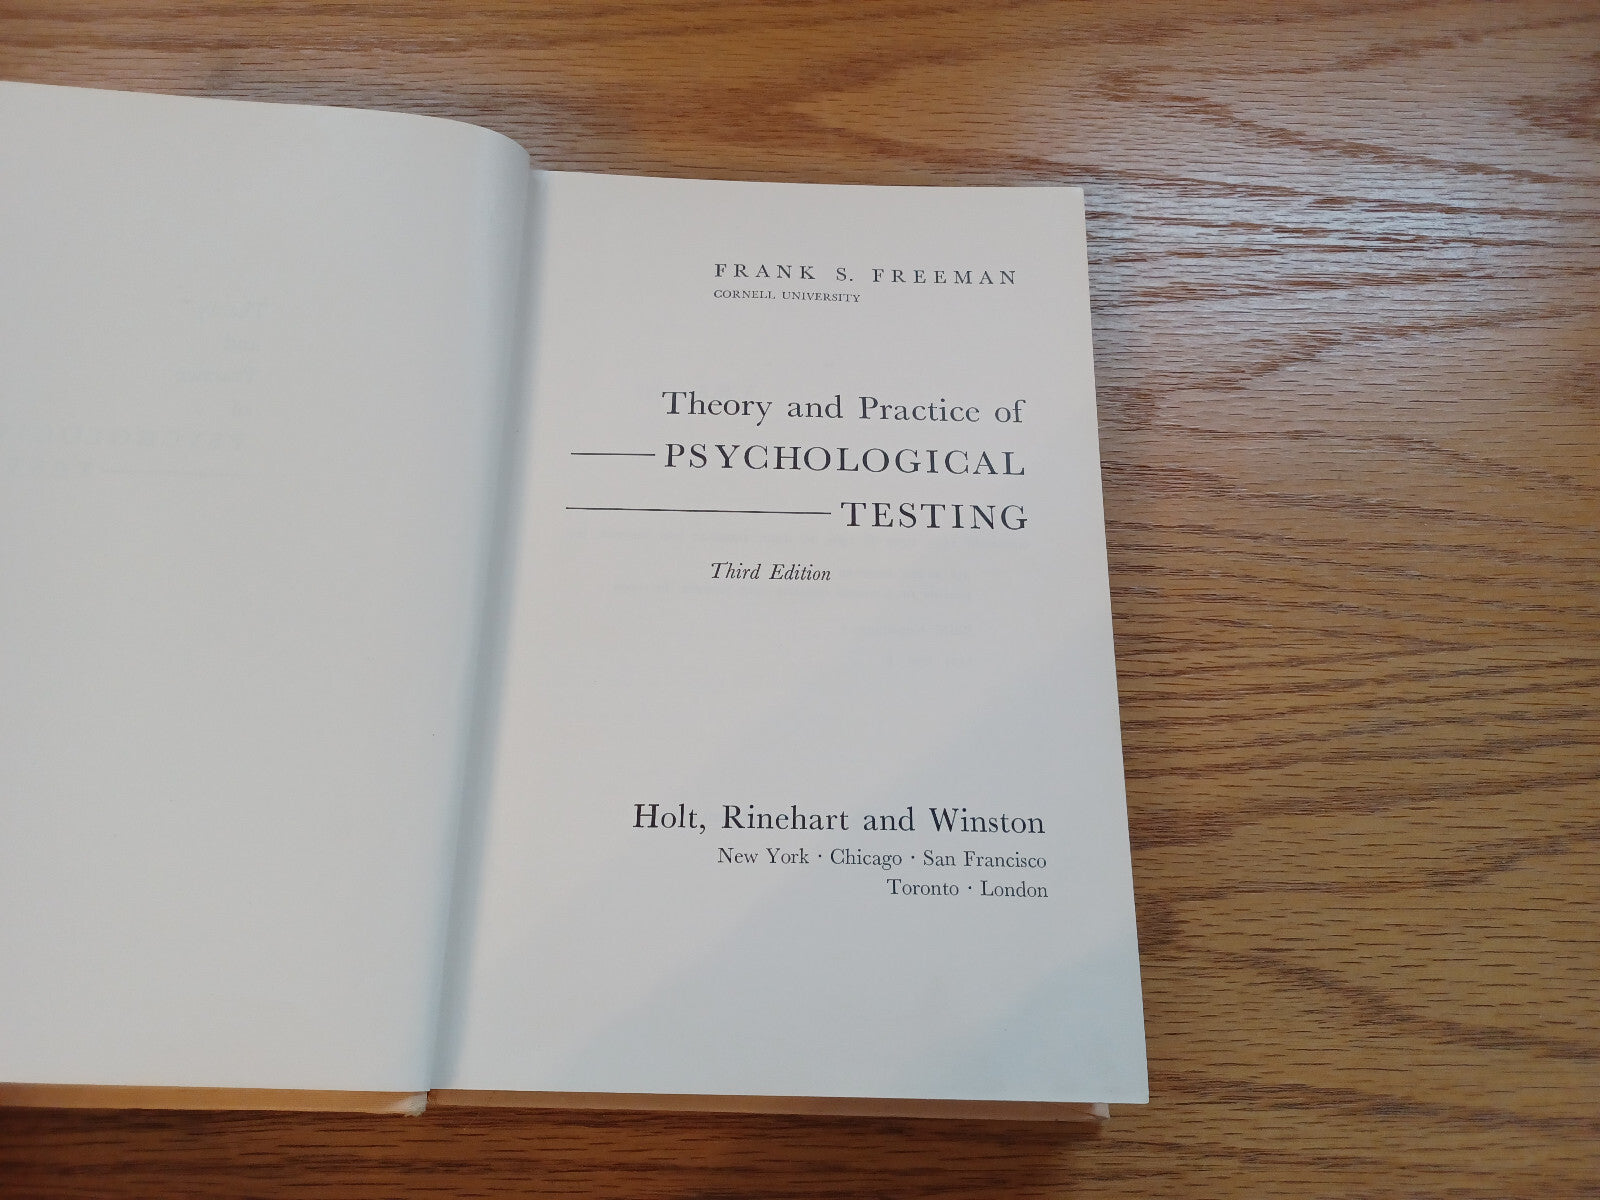 FRANK S. FREEMAN
CORNELL UNIVERSITY
Theory and Practice of
PSYCHOLOGICAL
TESTING
Third Edition
Holt, Rinehart and Winston
New York · Chicago · San Francisco
Toronto · London